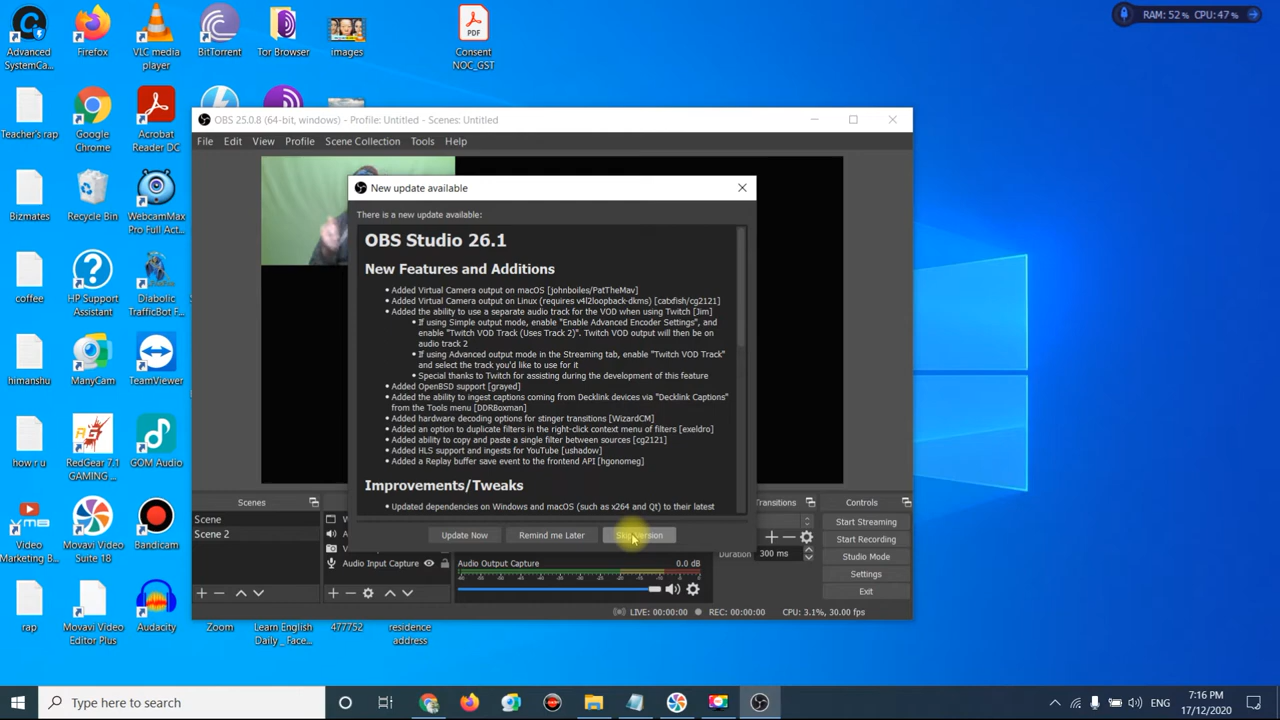 RAM: 52 % CPU: 47 %
Advanced
SystemCa...
Firefox
VLC media
player
BitTorrent
Tor Browser
images
PDF
Consent
NOC_GST
Teacher's rap
Google
Chrome
Acrobat
Reader DC
Bizmates
Recycle Bin
WebcamMax
Pro Full Act...
coffee
HP Support
Assistant
Diabolic
TrafficBot F...
himanshu
ManyCam
TeamViewer
how r u
RedGear 7.1
GAMING ...
GOM Audio
VMB
Video
Marketing B...
Movavi Video
Suite 18
Bandicam
rap
Movavi Video
Editor Plus
Audacity
Zoom
Learn English
Daily _ Face...
477752
residence
address
OBS 25.0.8 (64-bit, windows) - Profile: Untitled - Scenes: Untitled
File Edit View Profile Scene Collection Tools Help
New update available
There is a new update available:
OBS Studio 26.1
New Features and Additions
• Added Virtual Camera output on macOS [johnboiles/PatTheMav]
• Added Virtual Camera output on Linux (requires v4l2loopback-dkms) [catxfish/cg2121]
• Added the ability to use a separate audio track for the VOD when using Twitch [Jim]
• If using Simple output mode, enable "Enable Advanced Encoder Settings", and
enable "Twitch VOD Track (Uses Track 2)". Twitch VOD output will then be on
audio track 2
• If using Advanced output mode in the Streaming tab, enable "Twitch VOD Track"
and select the track you'd like to use for it
• Special thanks to Twitch for assisting during the development of this feature
• Added OpenBSD support [grayed]
• Added the ability to ingest captions coming from Decklink devices via "Decklink Captions"
from the Tools menu [DDRBoxman]
• Added hardware decoding options for stinger transitions [WizardCM]
• Added an option to duplicate filters in the right-click context menu of filters [exeldro]
• Added ability to copy and paste a single filter between sources [cg2121]
• Added HLS support and ingests for YouTube [ushadow]
• Added a Replay buffer save event to the frontend API [hgonomeg]
Improvements/Tweaks
• Updated dependencies on Windows and macOS (such as x264 and Qt) to their latest
Update Now Remind me Later Skip Version
Scenes
Scene
Scene 2
Audio Input Capture
Audio Output Capture 0.0 dB
Transitions
Duration 300 ms
Controls
Start Streaming
Start Recording
Studio Mode
Settings
Exit
LIVE: 00:00:00 REC: 00:00:00 CPU: 3.1%, 30.00 fps
Type here to search
ENG
7:16 PM
17/12/2020